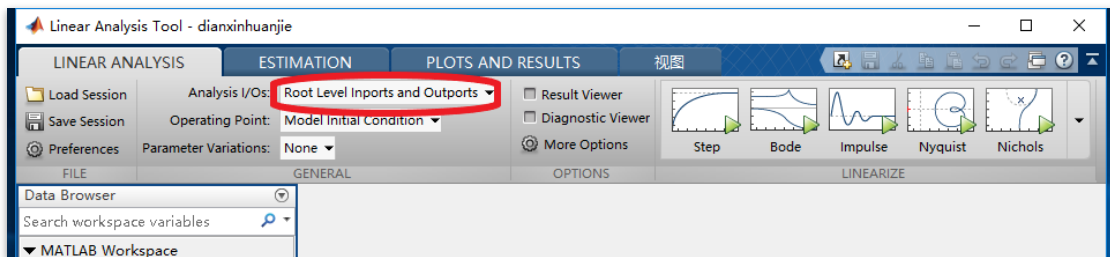 Linear Analysis Tool - dianxinhuanjie
LINEAR ANALYSIS ESTIMATION PLOTS AND RESULTS 视图
Load Session Analysis I/Os: Root Level Inports and Outports Result Viewer
Save Session Operating Point: Model Initial Condition Diagnostic Viewer
Preferences Parameter Variations: None More Options Step Bode Impulse Nyquist Nichols
FILE GENERAL OPTIONS LINEARIZE
Data Browser
Search workspace variables
MATLAB Workspace